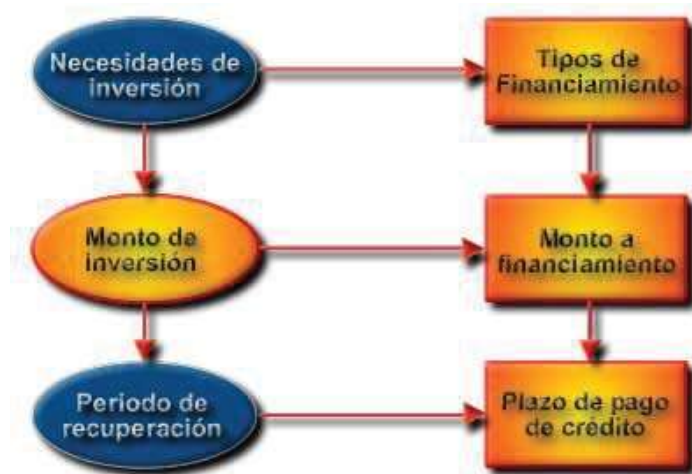 Necesidades de
inversión
Tipos de
Financiamiento
Monto de
inversión
Monto a
financiamiento
Periodo de
recuperación
Plazo de pago
de crédito